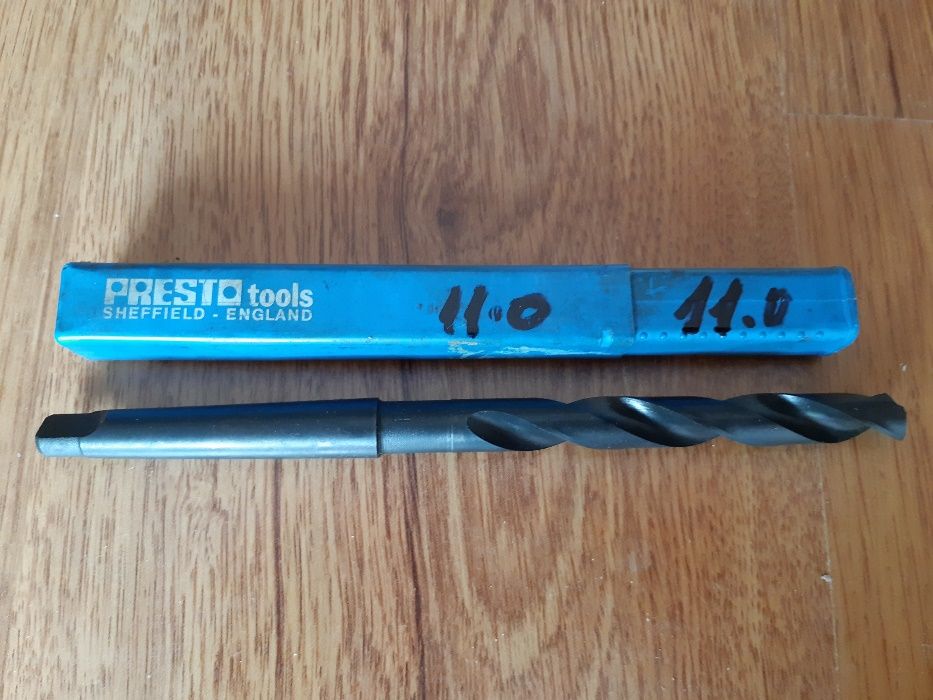 PRESTO tools
SHEFFIELD - ENGLAND
11.0
11.0